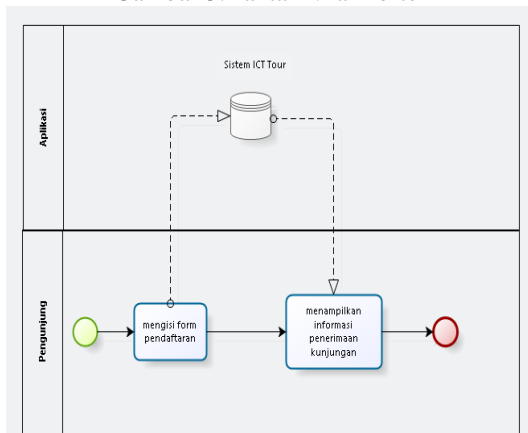 Sistem ICT Tour
Aplikasi
Pengunjung
mengisi form
pendaftaran
menampilkan
informasi
penerimaan
kunjungan